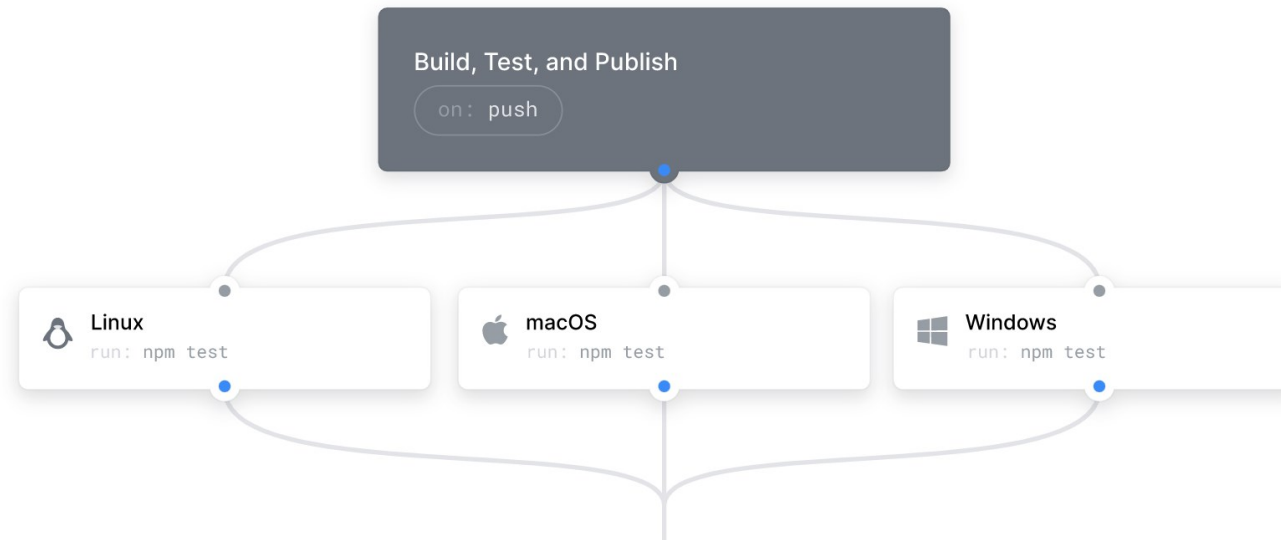 Build, Test, and Publish
on: push
Linux
run: npm test
macOS
run: npm test
Windows
run: npm test